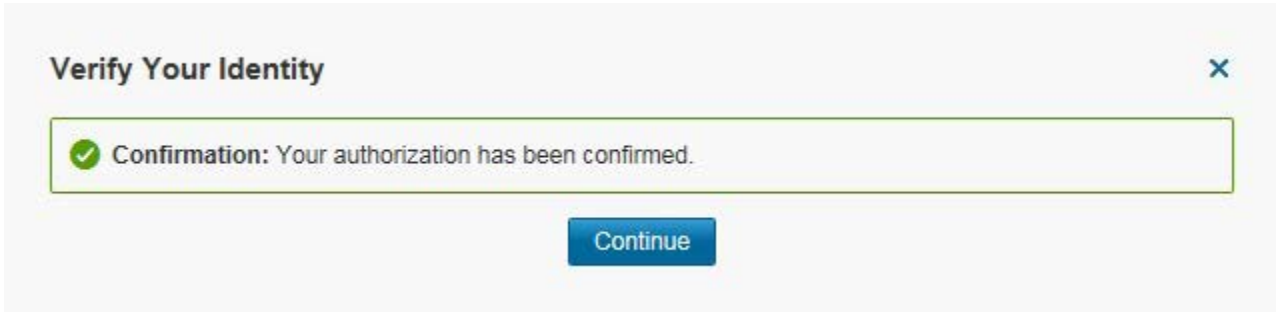 Verify Your Identity
Confirmation: Your authorization has been confirmed.
Continue